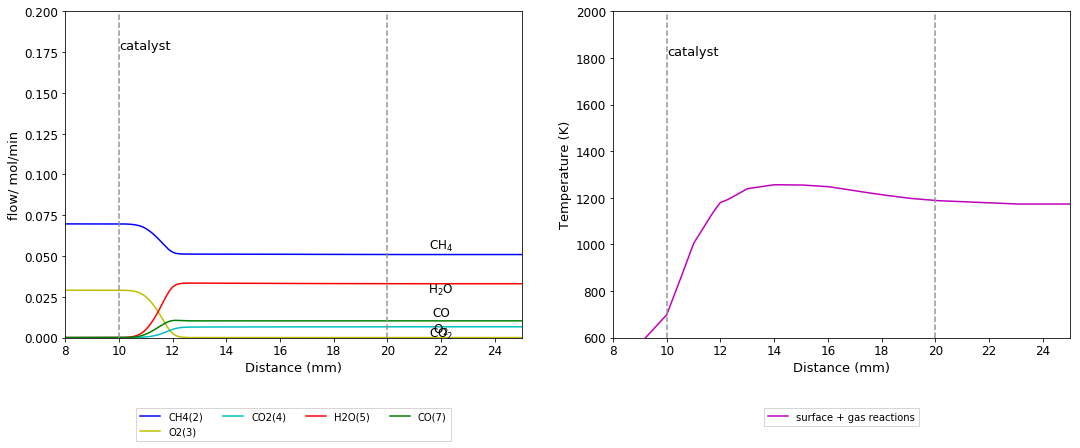 0.200
0.175
0.150
0.125
0.100
0.075
0.050
0.025
0.000
flow/ mol/min
catalyst
CH₄
H₂O
CO
O₂
CO₂
8 10 12 14 16 18 20 22 24
Distance (mm)
CH4(2) CO2(4) H2O(5) CO(7)
O2(3)
2000
1800
1600
1400
1200
1000
800
600
Temperature (K)
catalyst
8 10 12 14 16 18 20 22 24
Distance (mm)
surface + gas reactions